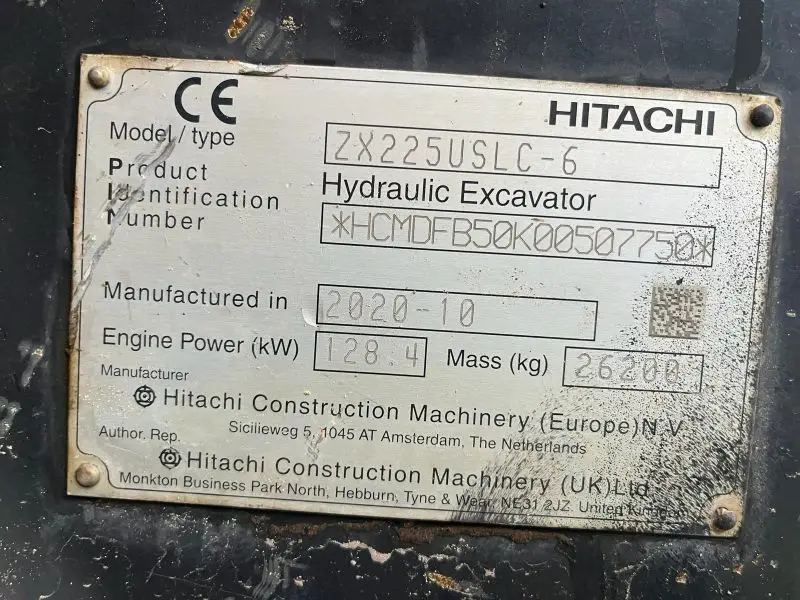 CE
HITACHI
Model / type ZX225USLC-6
Product Identification Number
Hydraulic Excavator
*HCMDFB50K00507750*
Manufactured in 2020-10
Engine Power (kW) 128.4 Mass (kg) 26200
Manufacturer
Hitachi Construction Machinery (Europe)N.V
Sicilieweg 5, 1045 AT Amsterdam, The Netherlands
Author. Rep.
Hitachi Construction Machinery (UK)Ltd
Monkton Business Park North, Hebburn, Tyne & Wear, NE31 2JZ, United Kingdom